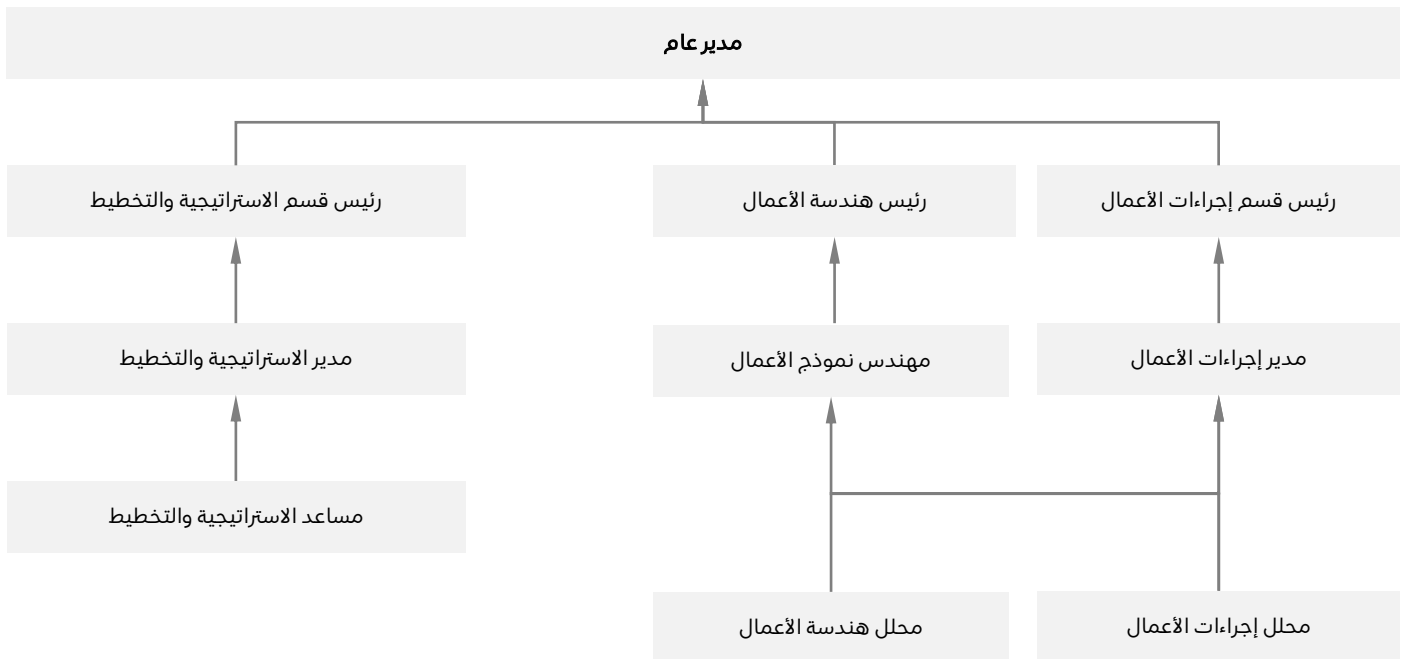 مدير عام
رئيس قسم إجراءات الأعمال
رئيس هندسة الأعمال
رئيس قسم الاستراتيجية والتخطيط
مدير إجراءات الأعمال
مهندس نموذج الأعمال
مدير الاستراتيجية والتخطيط
مساعد الاستراتيجية والتخطيط
محلل إجراءات الأعمال
محلل هندسة الأعمال